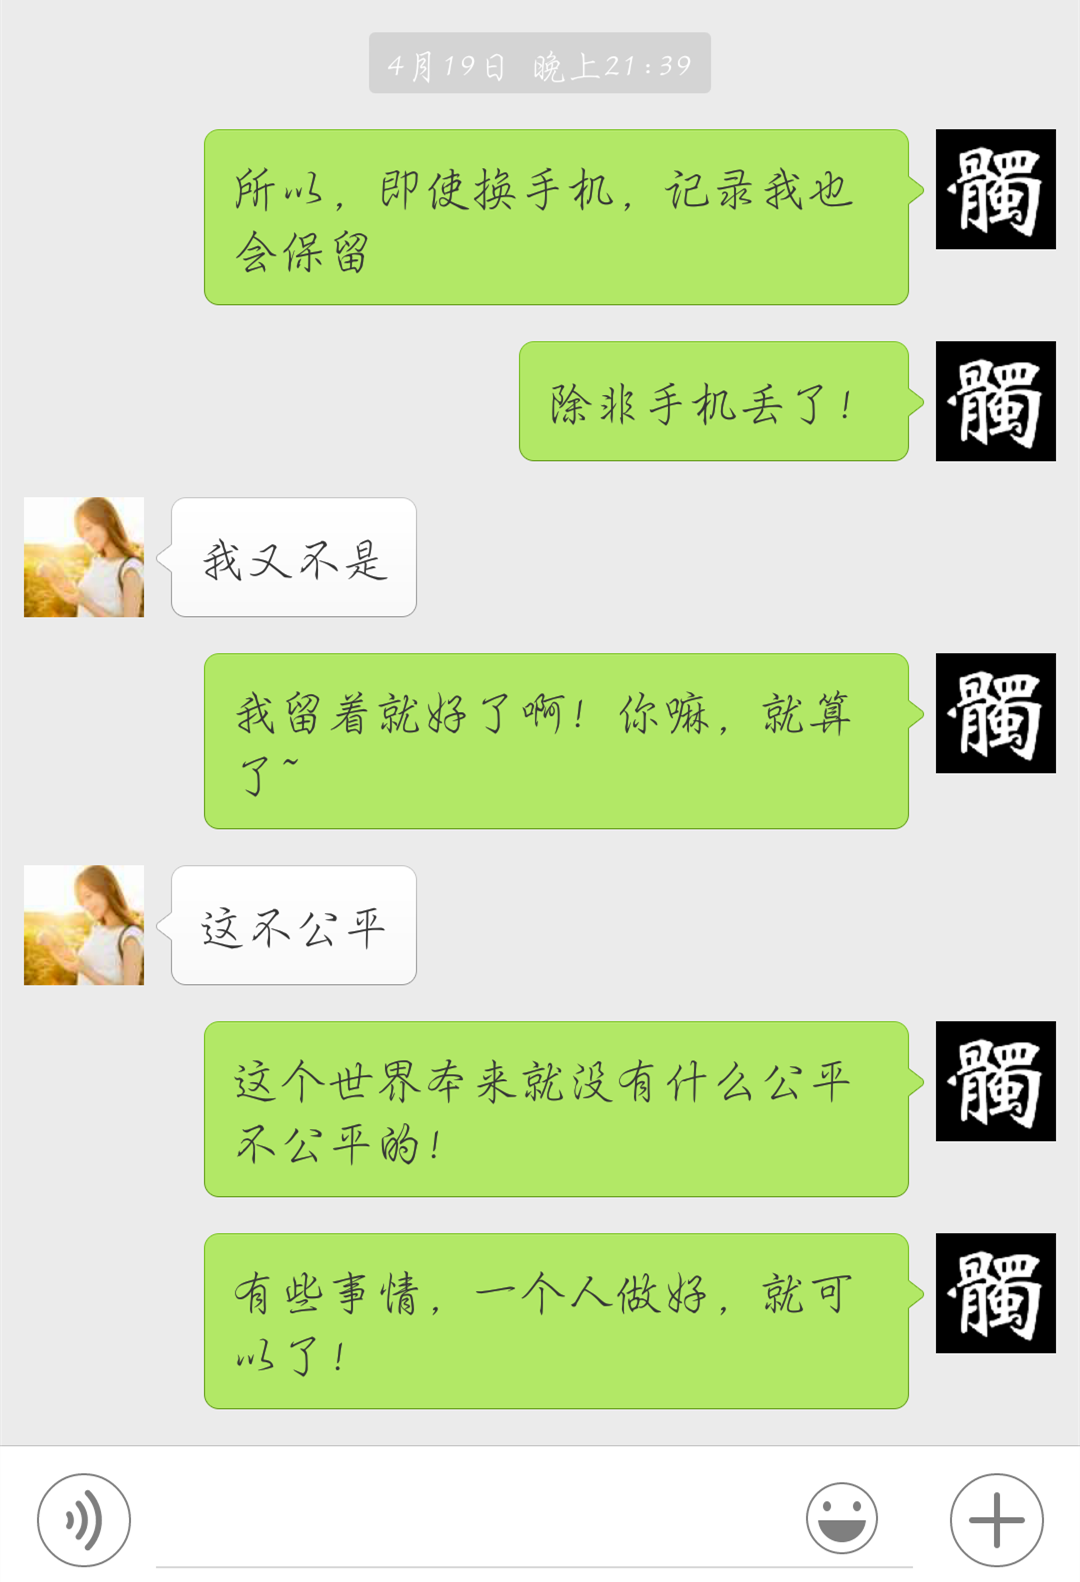 4月19日 晚上21:39
所以，即使换手机，记录我也
会保留
髑
除非手机丢了！
髑
我又不是
我留着就好了啊！你嘛，就算
了~
髑
这不公平
这个世界本来就没有什么公平
不公平的！
髑
有些事情，一个人做好，就可
以了！
髑